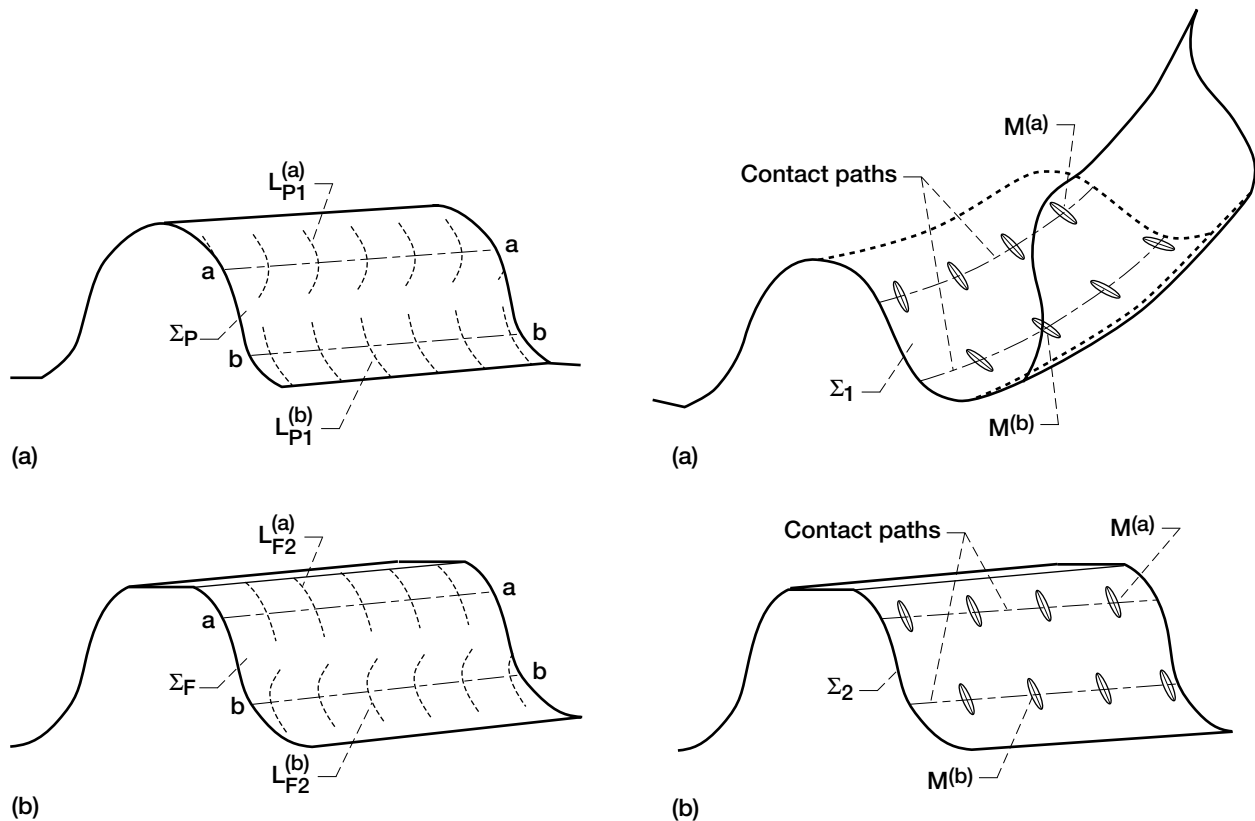 L(a)P1
a
a
ΣP
b
b
L(b)P1
(a)
M(a)
Contact paths
Σ1
M(b)
(a)
L(a)F2
a
a
ΣF
b
b
L(b)F2
(b)
Contact paths
M(a)
Σ2
M(b)
(b)